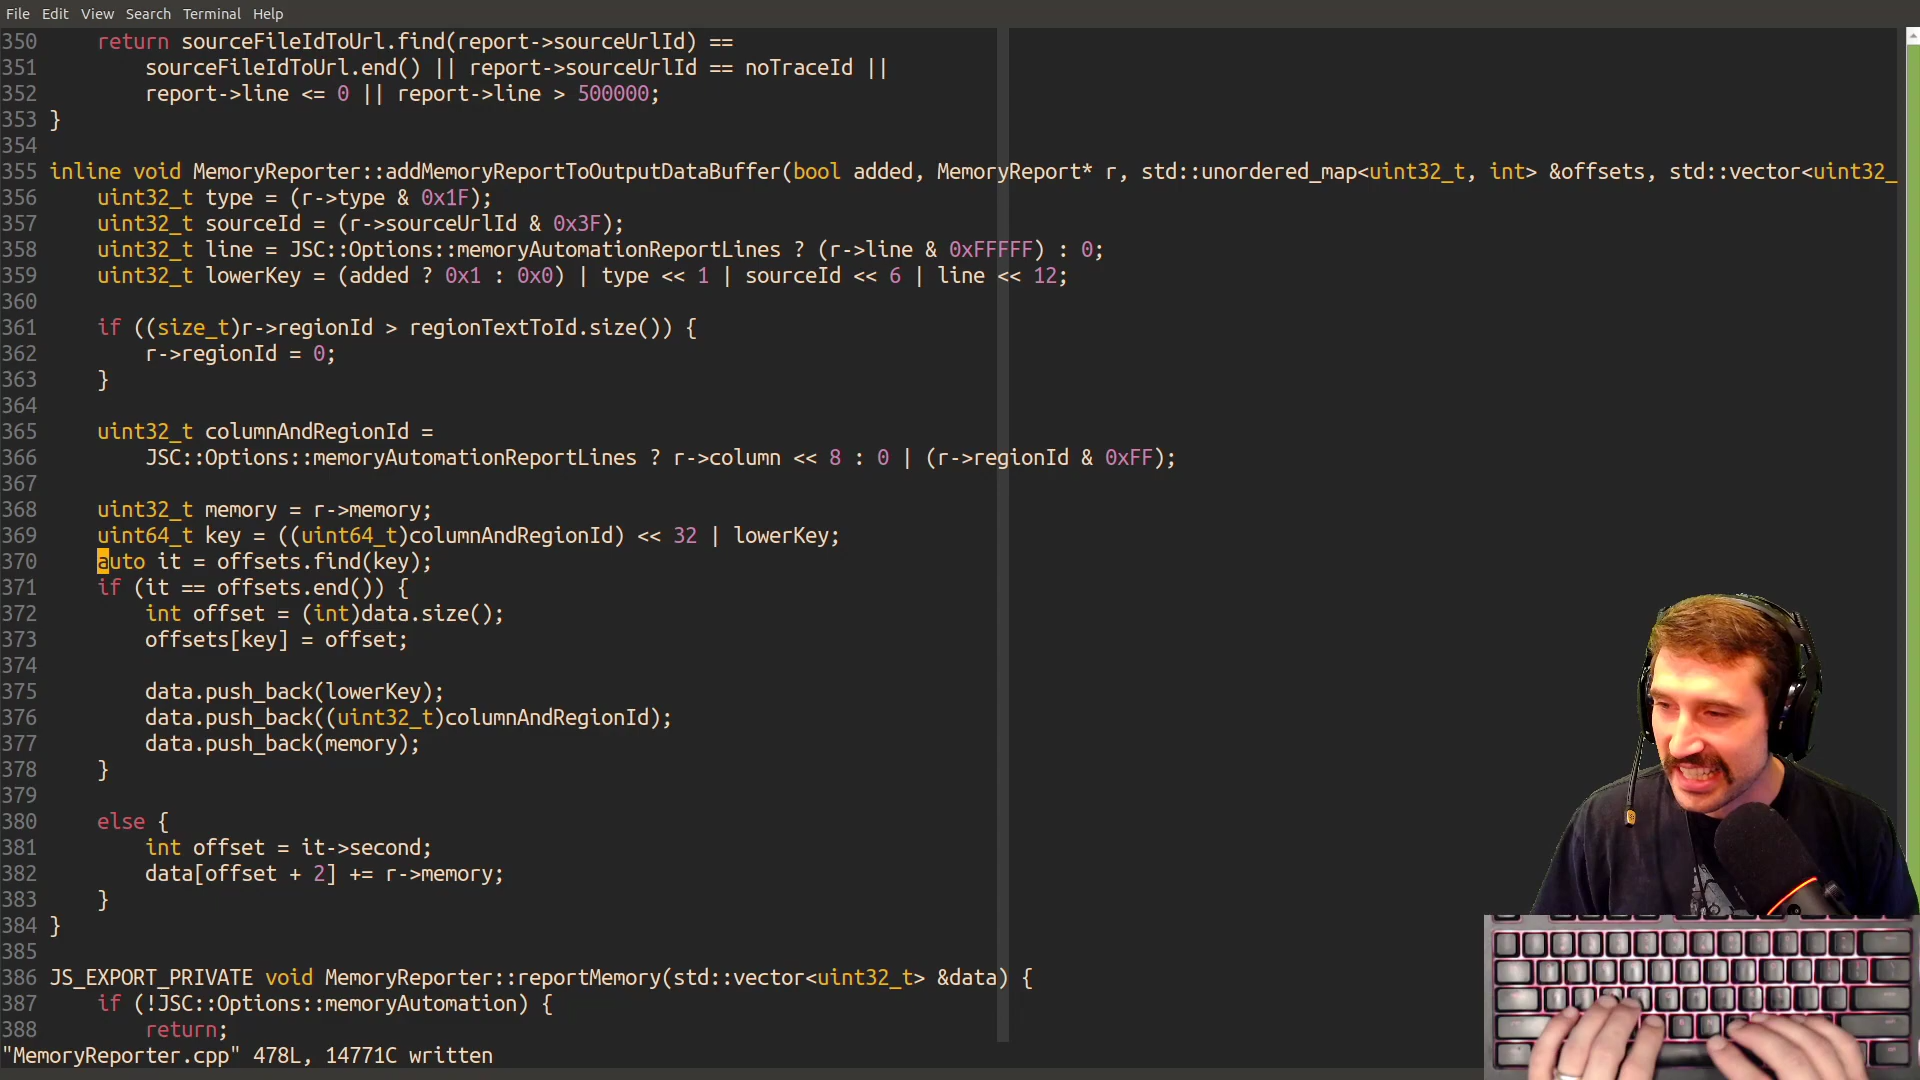 File Edit View Search Terminal Help
350 return sourceFileIdToUrl.find(report->sourceUrlId) ==
351 sourceFileIdToUrl.end() || report->sourceUrlId == noTraceId ||
352 report->line <= 0 || report->line > 500000;
353 }
354
355 inline void MemoryReporter::addMemoryReportToOutputDataBuffer(bool added, MemoryReport* r, std::unordered_map<uint32_t, int> &offsets, std::vector<uint32_
356 uint32_t type = (r->type & 0x1F);
357 uint32_t sourceId = (r->sourceUrlId & 0x3F);
358 uint32_t line = JSC::Options::memoryAutomationReportLines ? (r->line & 0xFFFFF) : 0;
359 uint32_t lowerKey = (added ? 0x1 : 0x0) | type << 1 | sourceId << 6 | line << 12;
360
361 if ((size_t)r->regionId > regionTextToId.size()) {
362 r->regionId = 0;
363 }
364
365 uint32_t columnAndRegionId =
366 JSC::Options::memoryAutomationReportLines ? r->column << 8 : 0 | (r->regionId & 0xFF);
367
368 uint32_t memory = r->memory;
369 uint64_t key = ((uint64_t)columnAndRegionId) << 32 | lowerKey;
370 auto it = offsets.find(key);
371 if (it == offsets.end()) {
372 int offset = (int)data.size();
373 offsets[key] = offset;
374
375 data.push_back(lowerKey);
376 data.push_back((uint32_t)columnAndRegionId);
377 data.push_back(memory);
378 }
379
380 else {
381 int offset = it->second;
382 data[offset + 2] += r->memory;
383 }
384 }
385
386 JS_EXPORT_PRIVATE void MemoryReporter::reportMemory(std::vector<uint32_t> &data) {
387 if (!JSC::Options::memoryAutomation) {
388 return;
"MemoryReporter.cpp" 478L, 14771C written